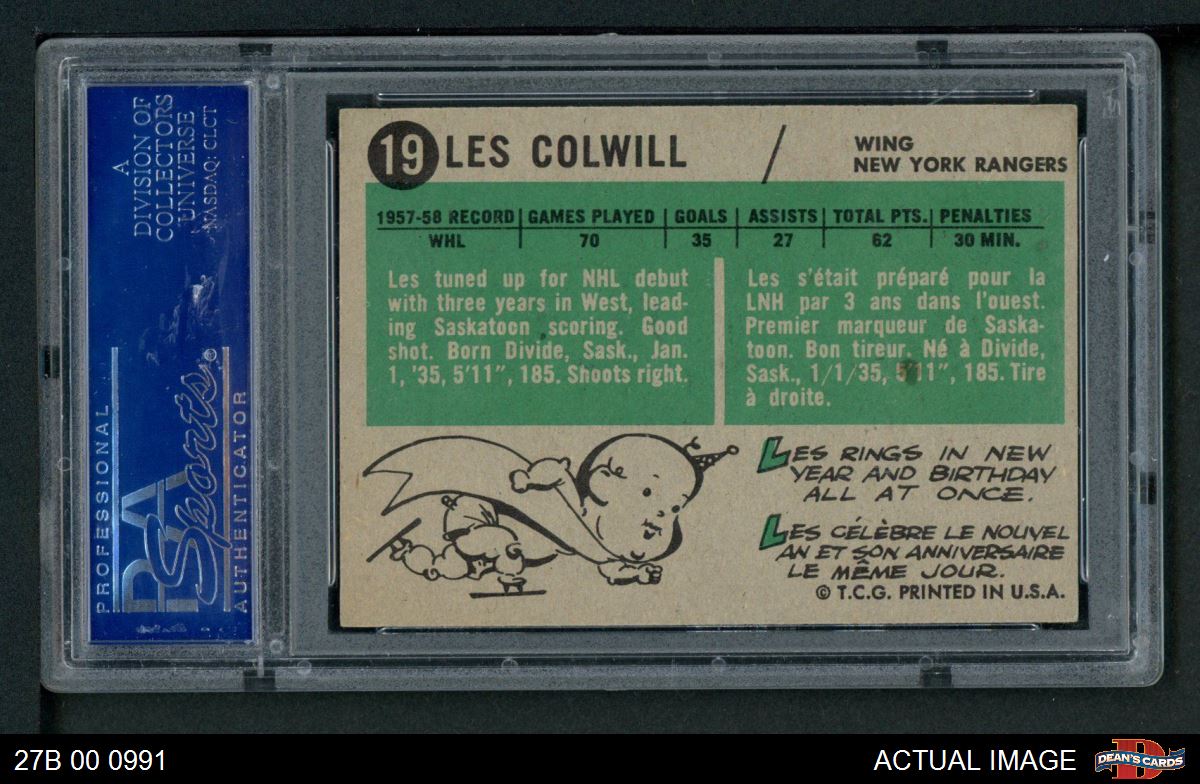 A
DIVISION OF
COLLECTORS
UNIVERSE
NASDAQ: CLCT
PROFESSIONAL
PSA
Sports®
AUTHENTICATOR
19 LES COLWILL /
WING
NEW YORK RANGERS
1957-58 RECORD | GAMES PLAYED | GOALS | ASSISTS | TOTAL PTS. | PENALTIES
WHL | 70 | 35 | 27 | 62 | 30 MIN.
Les tuned up for NHL debut
with three years in West, lead-
ing Saskatoon scoring. Good
shot. Born Divide, Sask., Jan.
1, '35, 5'11", 185. Shoots right.
Les s'était préparé pour la
LNH par 3 ans dans l'ouest.
Premier marqueur de Saska-
toon. Bon tireur. Né à Divide,
Sask., 1/1/35, 5'11", 185. Tire
à droite.
LES RINGS IN NEW
YEAR AND BIRTHDAY
ALL AT ONCE.
LES CÉLÈBRE LE NOUVEL
AN ET SON ANNIVERSAIRE
LE MÊME JOUR.
© T.C.G. PRINTED IN U.S.A.
27B 00 0991
ACTUAL IMAGE
D
DEAN'S CARDS